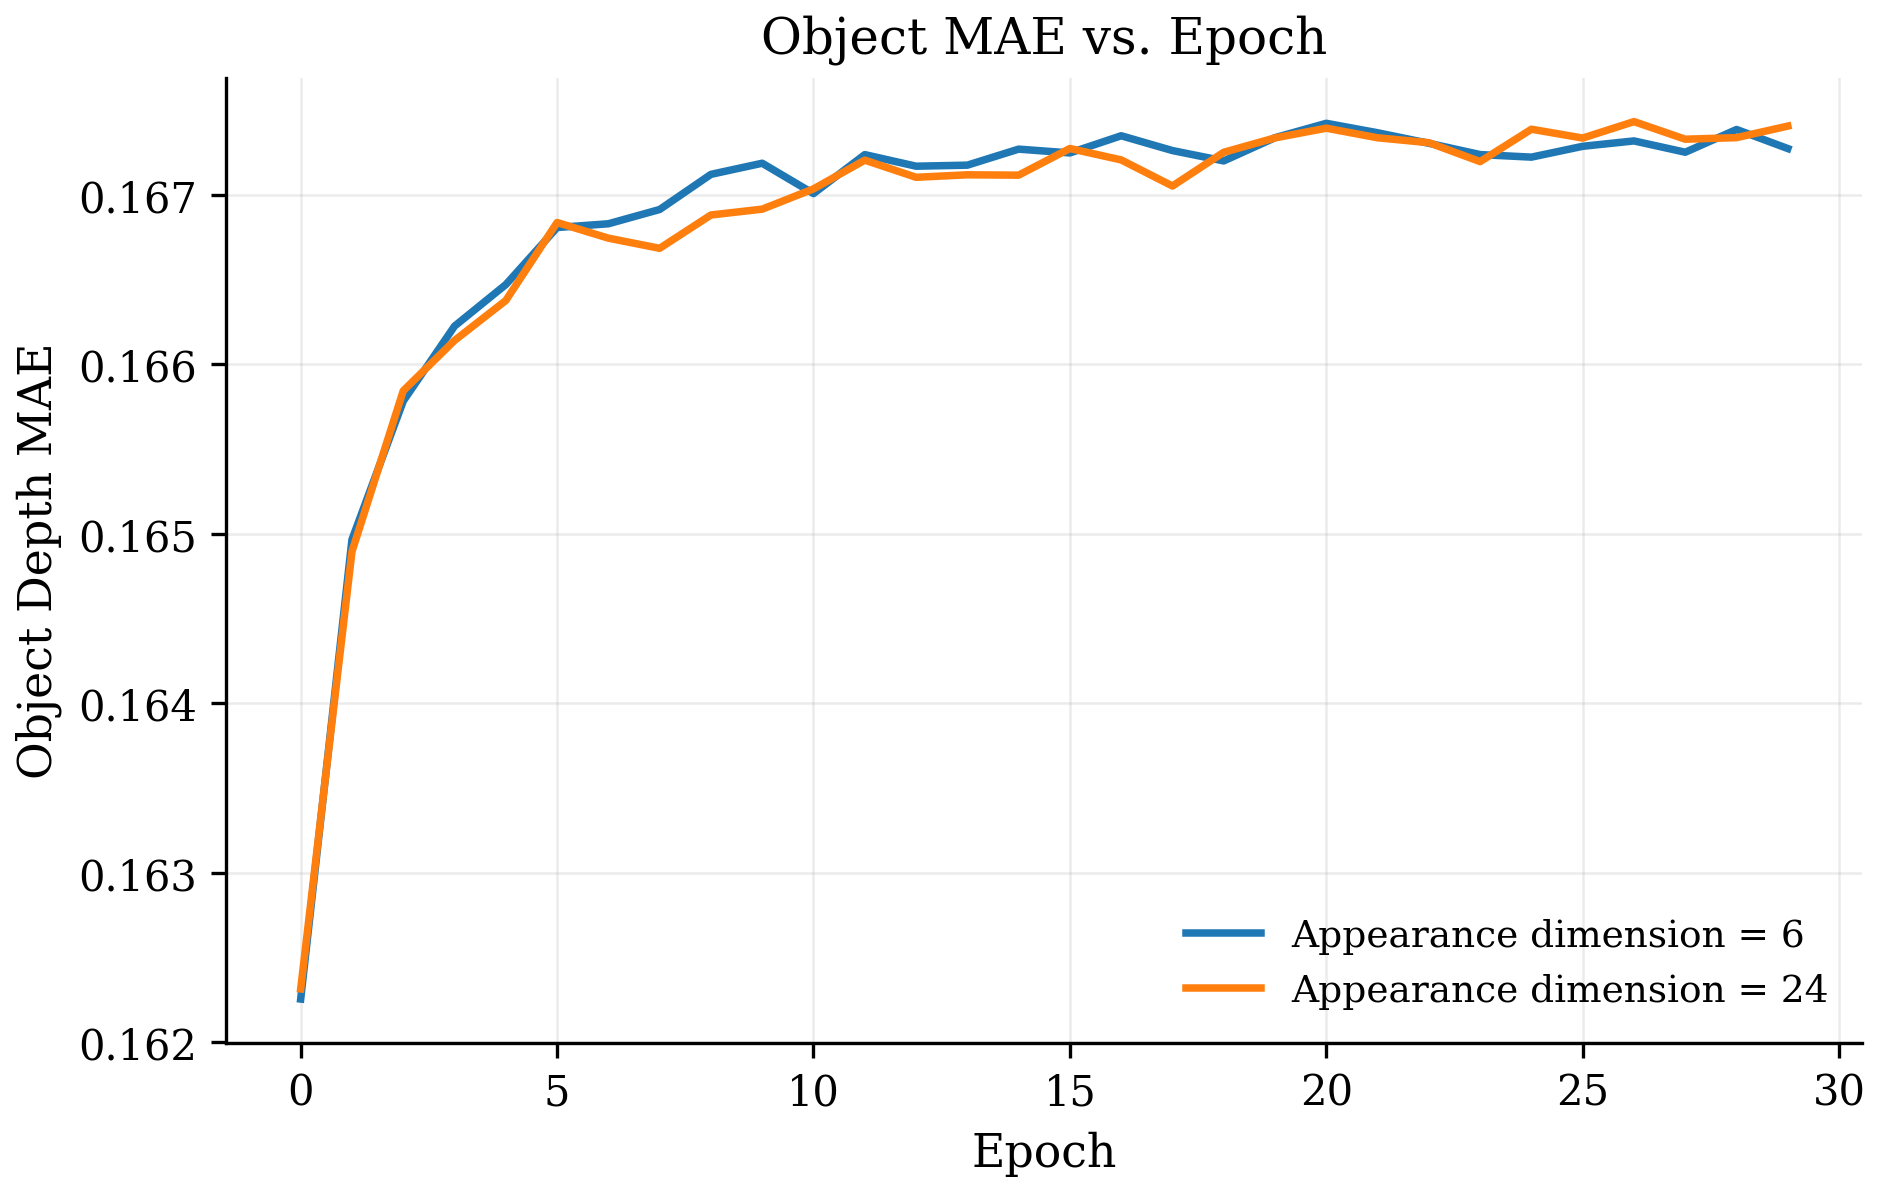 Object MAE vs. Epoch
Object Depth MAE
0.167
0.166
0.165
0.164
0.163
0.162
0
5
10
15
20
25
30
Epoch
Appearance dimension = 6
Appearance dimension = 24